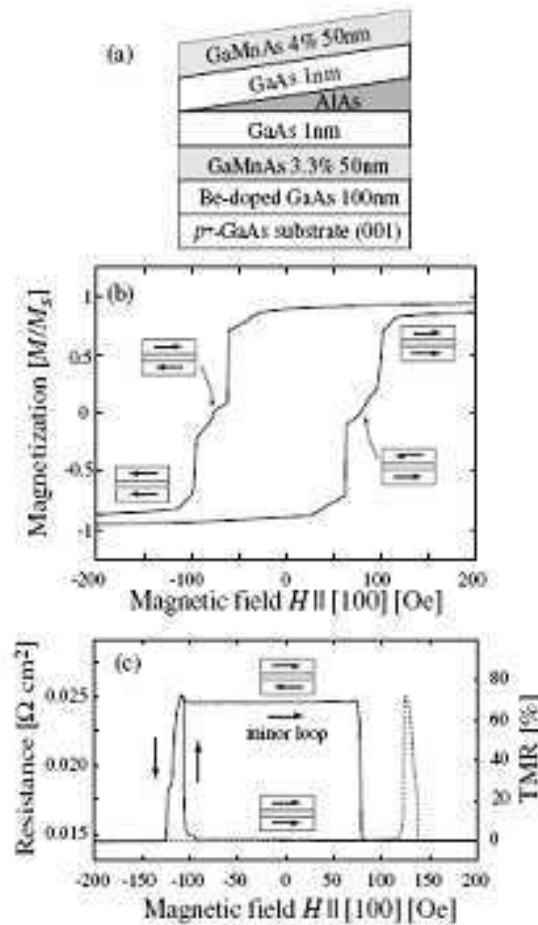 (a)
GaMnAs 4% 50nm
GaAs 1nm
AlAs
GaAs 1nm
GaMnAs 3.3% 50nm
Be-doped GaAs 100nm
p+-GaAs substrate (001)
(b)
Magnetization [M/Ms]
1
0.5
0
-0.5
-1
-200 -100 0 100 200
Magnetic field H || [100] [Oe]
(c)
Resistance [Ω cm²]
0.025
0.020
0.015
minor loop
80
60
40
20
0
TMR [%]
-200 -150 -100 -50 0 50 100 150 200
Magnetic field H || [100] [Oe]